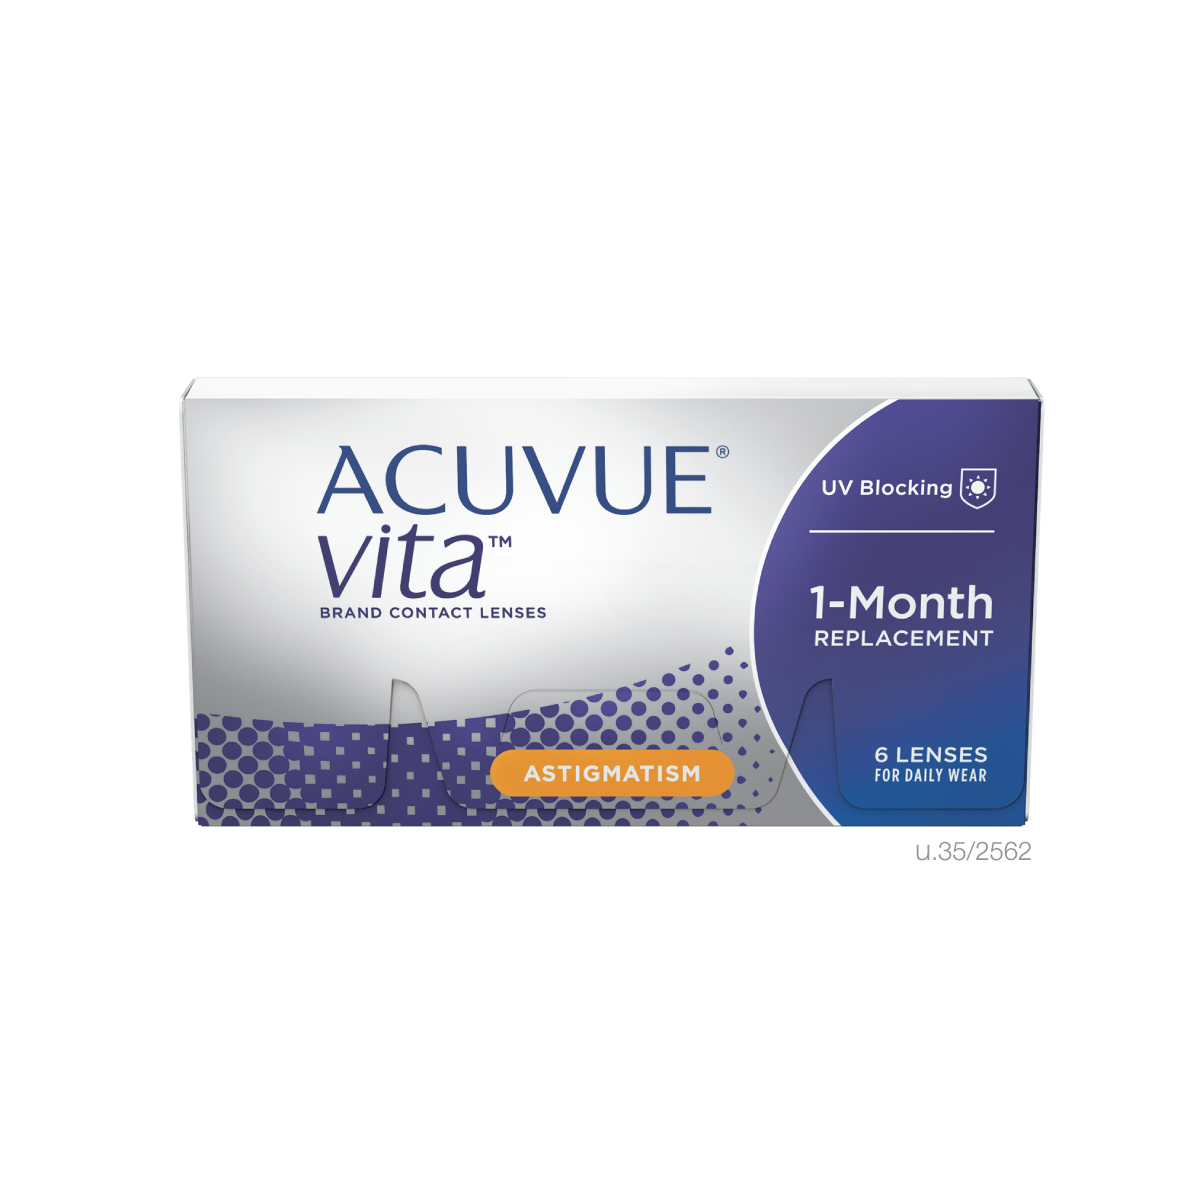 ACUVUE®
vita™
BRAND CONTACT LENSES
UV Blocking
1-Month
REPLACEMENT
6 LENSES
FOR DAILY WEAR
ASTIGMATISM
u.35/2562